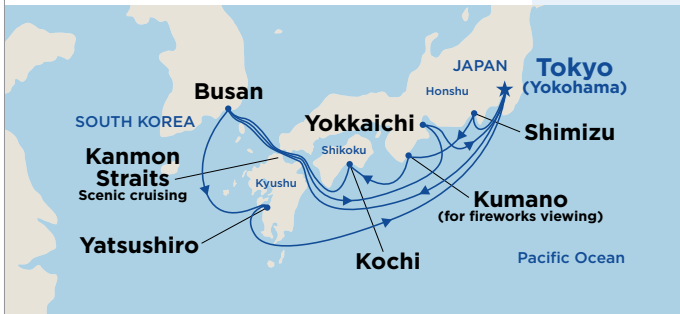 JAPAN
Tokyo
(Yokohama)
Honshu
Busan
SOUTH KOREA
Yokkaichi
Shimizu
Kanmon
Straits
Scenic cruising
Shikoku
Kyushu
Kumano
(for fireworks viewing)
Yatsushiro
Kochi
Pacific Ocean